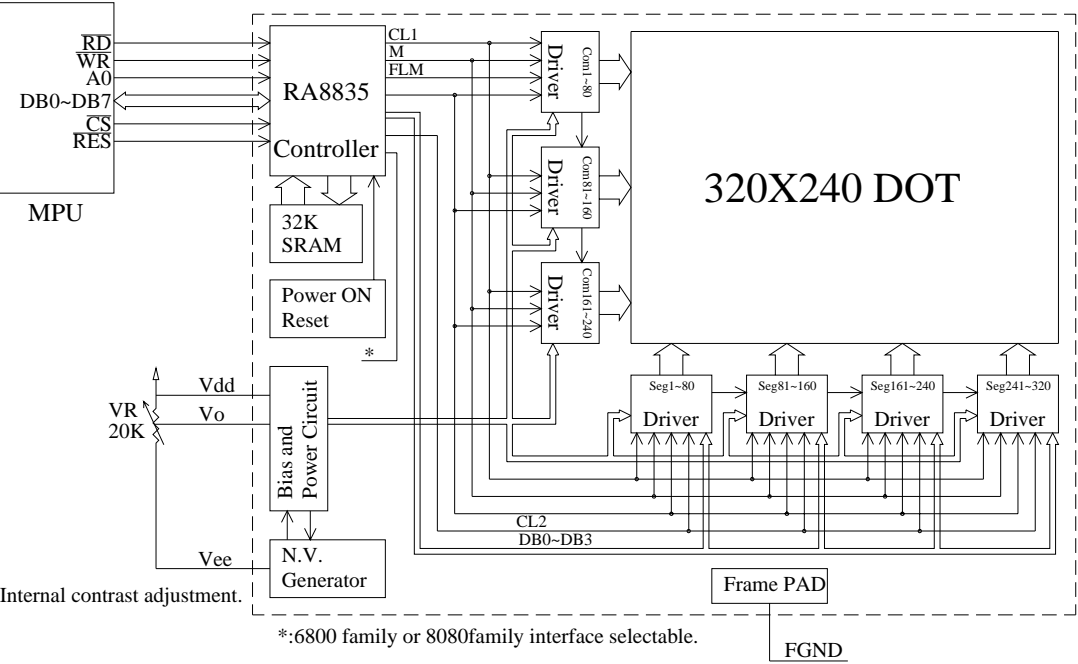 RD
WR
A0
DB0~DB7
CS
RES
MPU
RA8835
Controller
CL1
M
FLM
32K
SRAM
Power ON
Reset
*
Driver
Com1~80
Driver
Com81~160
Driver
Com161~240
320X240 DOT
Vdd
VR
20K
Vo
Bias and
Power Circuit
Vee
N.V.
Generator
Internal contrast adjustment.
Seg1~80
Driver
Seg81~160
Driver
Seg161~240
Driver
Seg241~320
Driver
CL2
DB0~DB3
Frame PAD
*:6800 family or 8080family interface selectable.
FGND